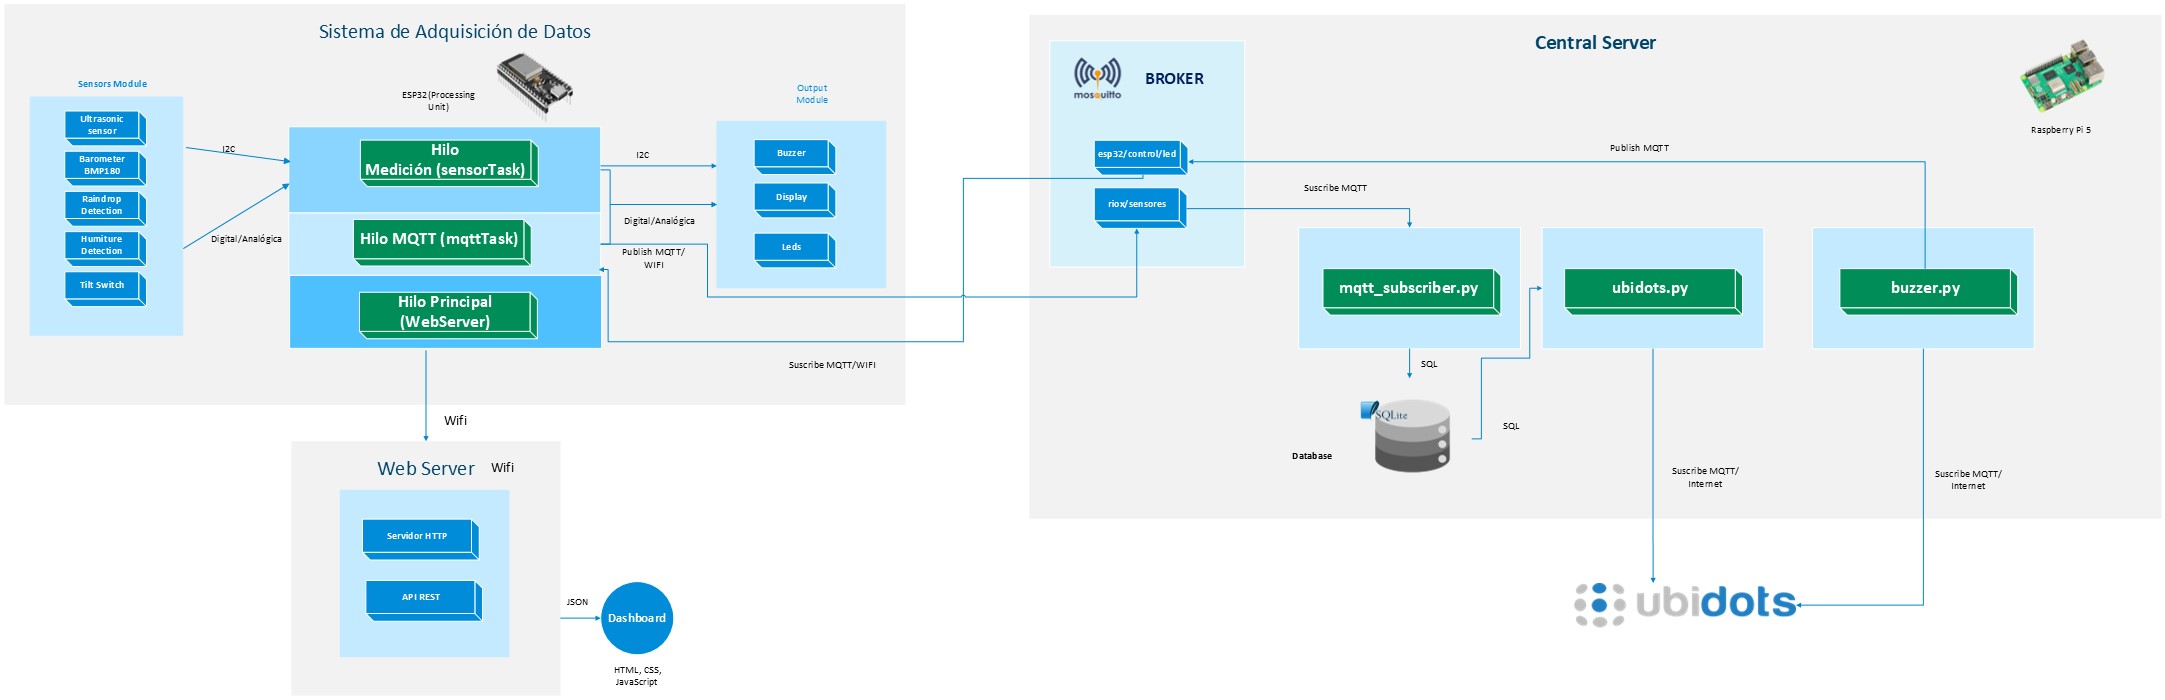 Sistema de Adquisición de Datos
Sensors Module
Ultrasonic
sensor
Barometer
BMP180
Raindrop
Detection
Humiture
Detection
Tilt Switch
I2C
Digital/Analógica
ESP32 (Processing
Unit)
Hilo
Medición (sensorTask)
Hilo MQTT (mqttTask)
Hilo Principal
(WebServer)
I2C
Digital/Analógica
Publish MQTT/
WIFI
Output
Module
Buzzer
Display
Leds
Suscribe MQTT/WIFI
Wifi
Web Server
Wifi
Servidor HTTP
API REST
JSON
Dashboard
HTML, CSS,
JavaScript
Central Server
mosquitto
BROKER
esp32/control/led
riox/sensores
Publish MQTT
Suscribe MQTT
Raspberry Pi 5
mqtt_subscriber.py
ubidots.py
buzzer.py
SQL
SQLite
Database
SQL
Suscribe MQTT/
Internet
Suscribe MQTT/
Internet
ubidots